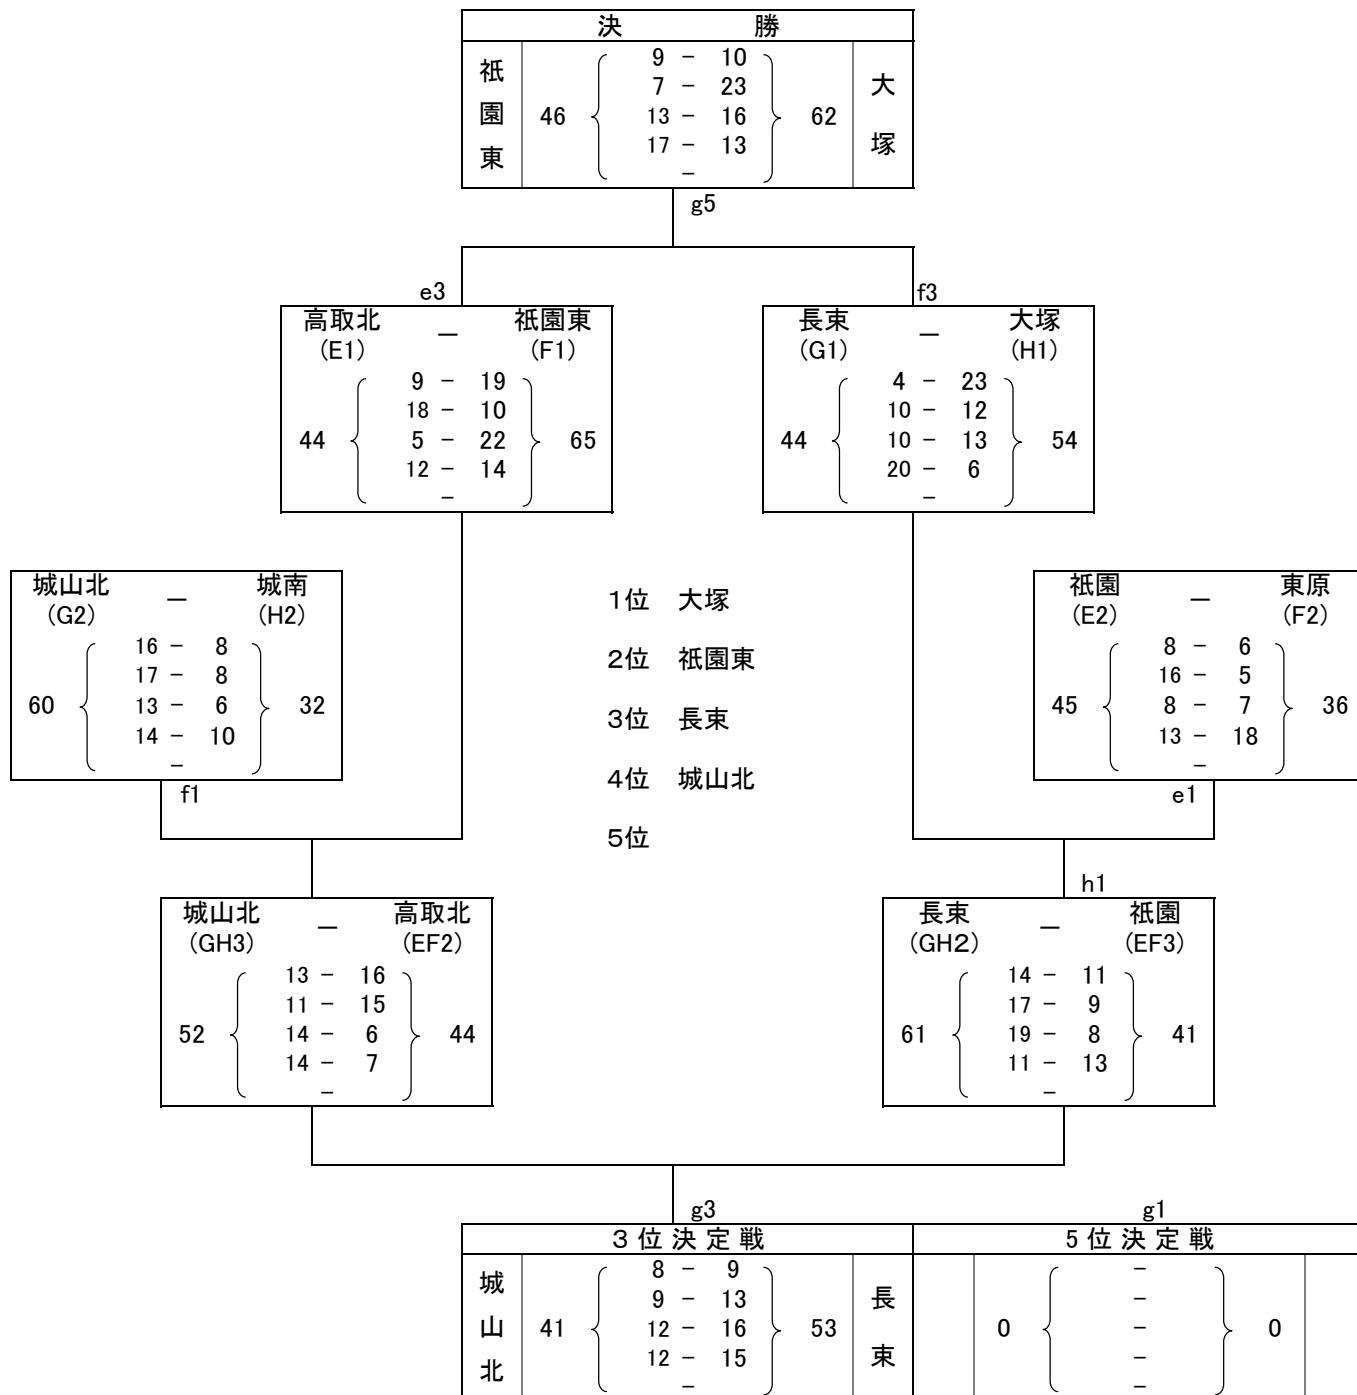 決 勝
祇園東 46 9 － 10 62 大塚
7 － 23
13 － 16
17 － 13
－
g5
e3
f3
高取北 － 祇園東
(E1) (F1)
9 － 19
18 － 10
44 5 － 22 65
12 － 14
－
長束 － 大塚
(G1) (H1)
4 － 23
10 － 12
44 10 － 13 54
20 － 6
－
城山北 － 城南
(G2) (H2)
16 － 8
17 － 8
60 13 － 6 32
14 － 10
－
f1
1位 大塚
2位 祇園東
3位 長束
4位 城山北
5位
祇園 － 東原
(E2) (F2)
8 － 6
16 － 5
45 8 － 7 36
13 － 18
－
e1
城山北 － 高取北
(GH3) (EF2)
13 － 16
11 － 15
52 14 － 6 44
14 － 7
－
h1
長束 － 祇園
(GH2) (EF3)
14 － 11
17 － 9
61 19 － 8 41
11 － 13
－
g3
3位決定戦
城山北 41 8 － 9 53 長束
9 － 13
12 － 16
12 － 15
－
g1
5位決定戦
－
－
0 － 0
－
－